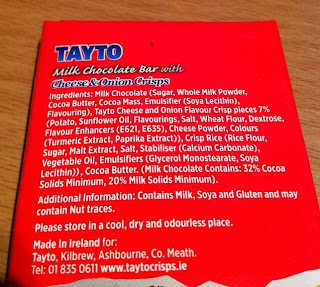 TAYTO
Milk Chocolate Bar with
Cheese & Onion Crisps
Ingredients: Milk Chocolate (Sugar, Whole Milk Powder,
Cocoa Butter, Cocoa Mass, Emulsifier (Soya Lecithin),
Flavouring), Tayto Cheese and Onion Flavour Crisp pieces 7%
(Potato, Sunflower Oil, Flavourings, Salt, Wheat Flour, Dextrose,
Flavour Enhancers (E621, E635), Cheese Powder, Colours
(Turmeric Extract, Paprika Extract)), Crisp Rice (Rice Flour,
Sugar, Malt Extract, Salt, Stabiliser (Calcium Carbonate),
Vegetable Oil, Emulsifiers (Glycerol Monostearate, Soya
Lecithin)), Cocoa Butter. (Milk Chocolate Contains: 32% Cocoa
Solids Minimum, 20% Milk Solids Minimum).
Additional Information: Contains Milk, Soya and Gluten and may
contain Nut traces.
Please store in a cool, dry and odourless place.
Made in Ireland for:
Tayto, Kilbrew, Ashbourne, Co. Meath.
Tel: 01 835 0611 www.taytocrisps.ie